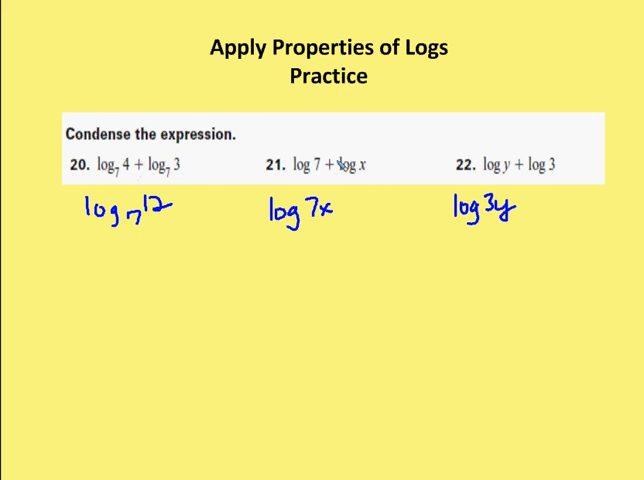 Apply Properties of Logs
Practice
Condense the expression.
20. log₇ 4 + log₇ 3 21. log 7 + log x 22. log y + log 3
log₇ 12 log 7x log 3y